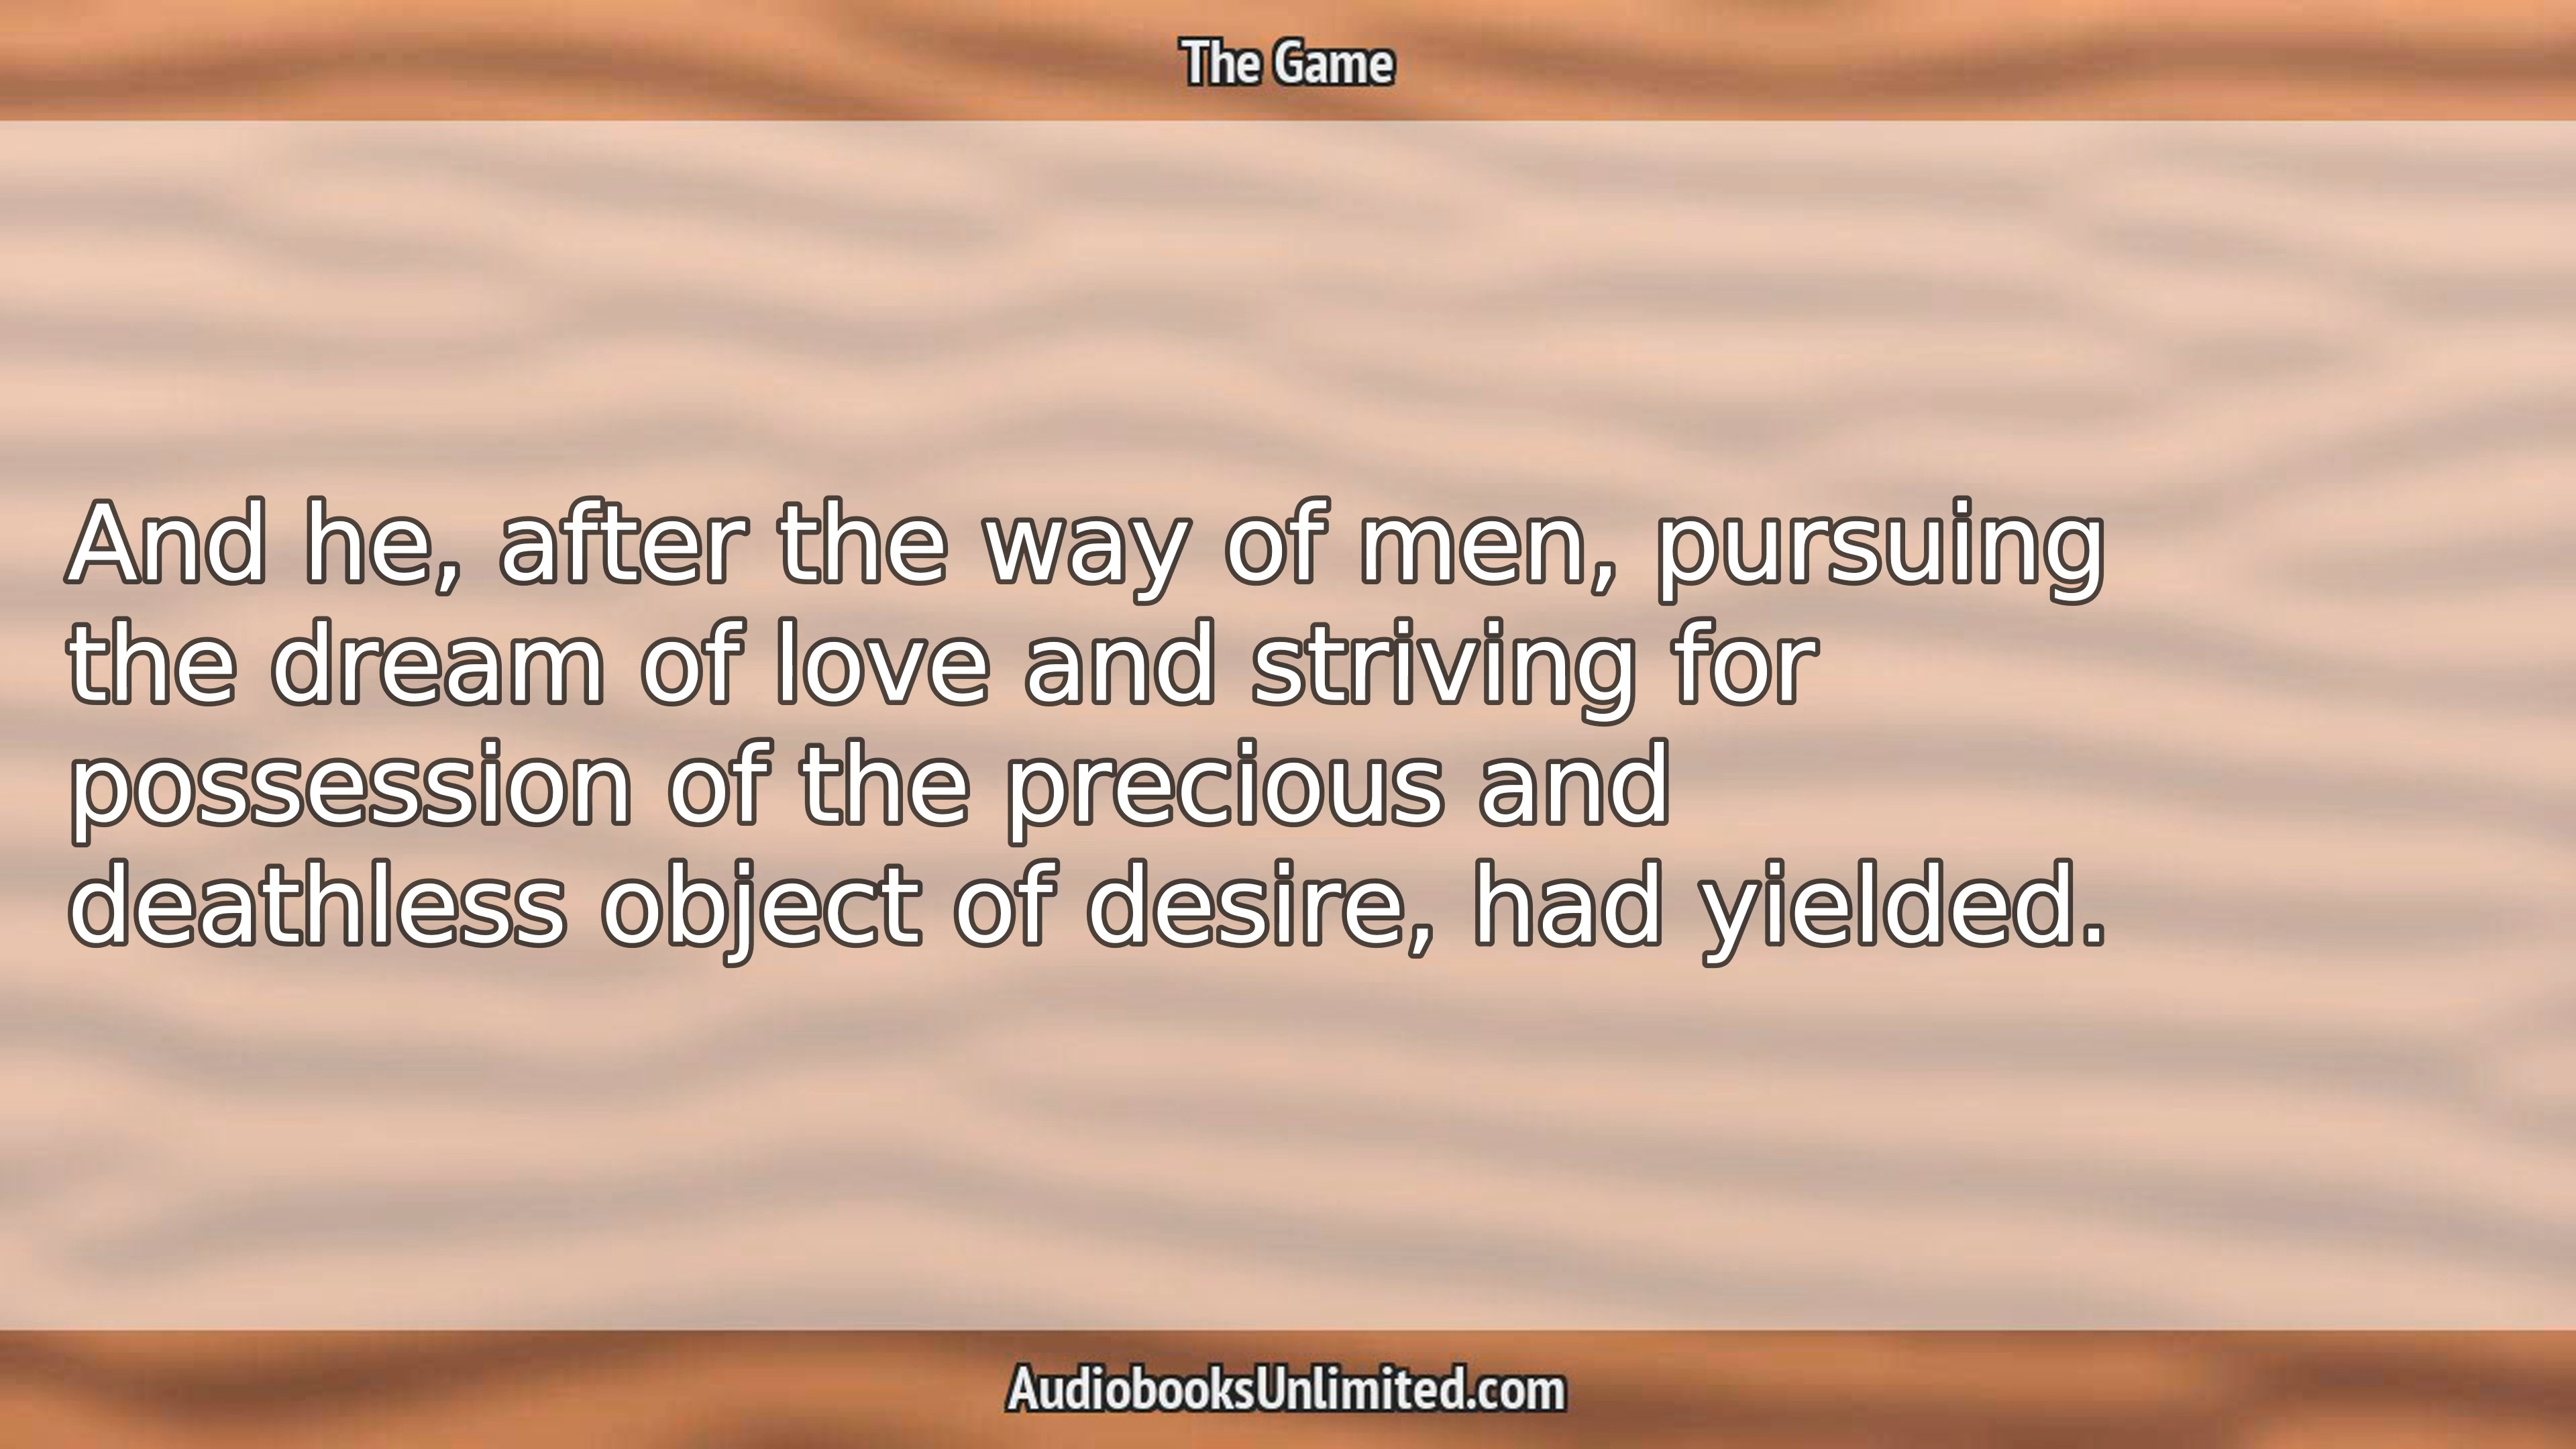 The Game
And he, after the way of men, pursuing
the dream of love and striving for
possession of the precious and
deathless object of desire, had yielded.
AudiobooksUnlimited.com